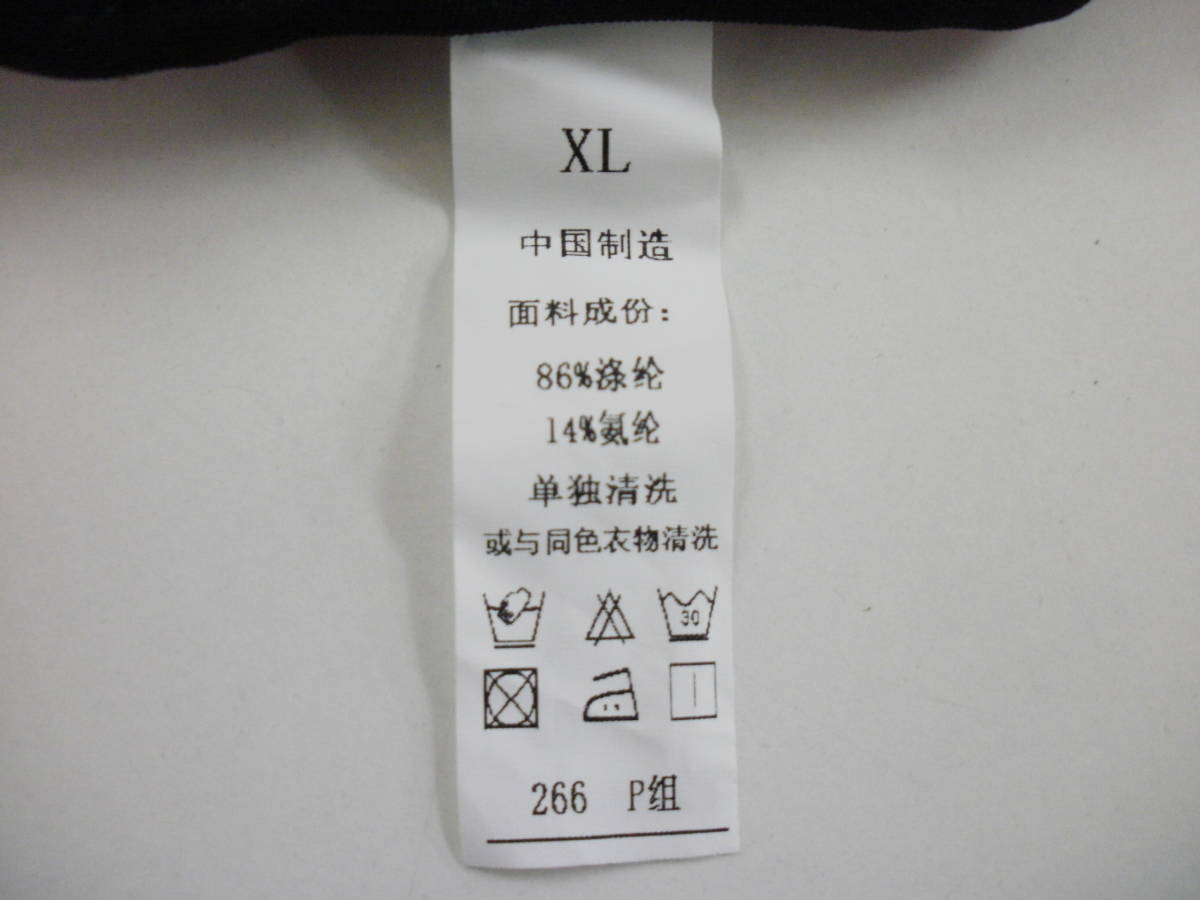 XL
中国制造
面料成份：
86%涤纶
14%氨纶
单独清洗
或与同色衣物清洗
30
266 P组